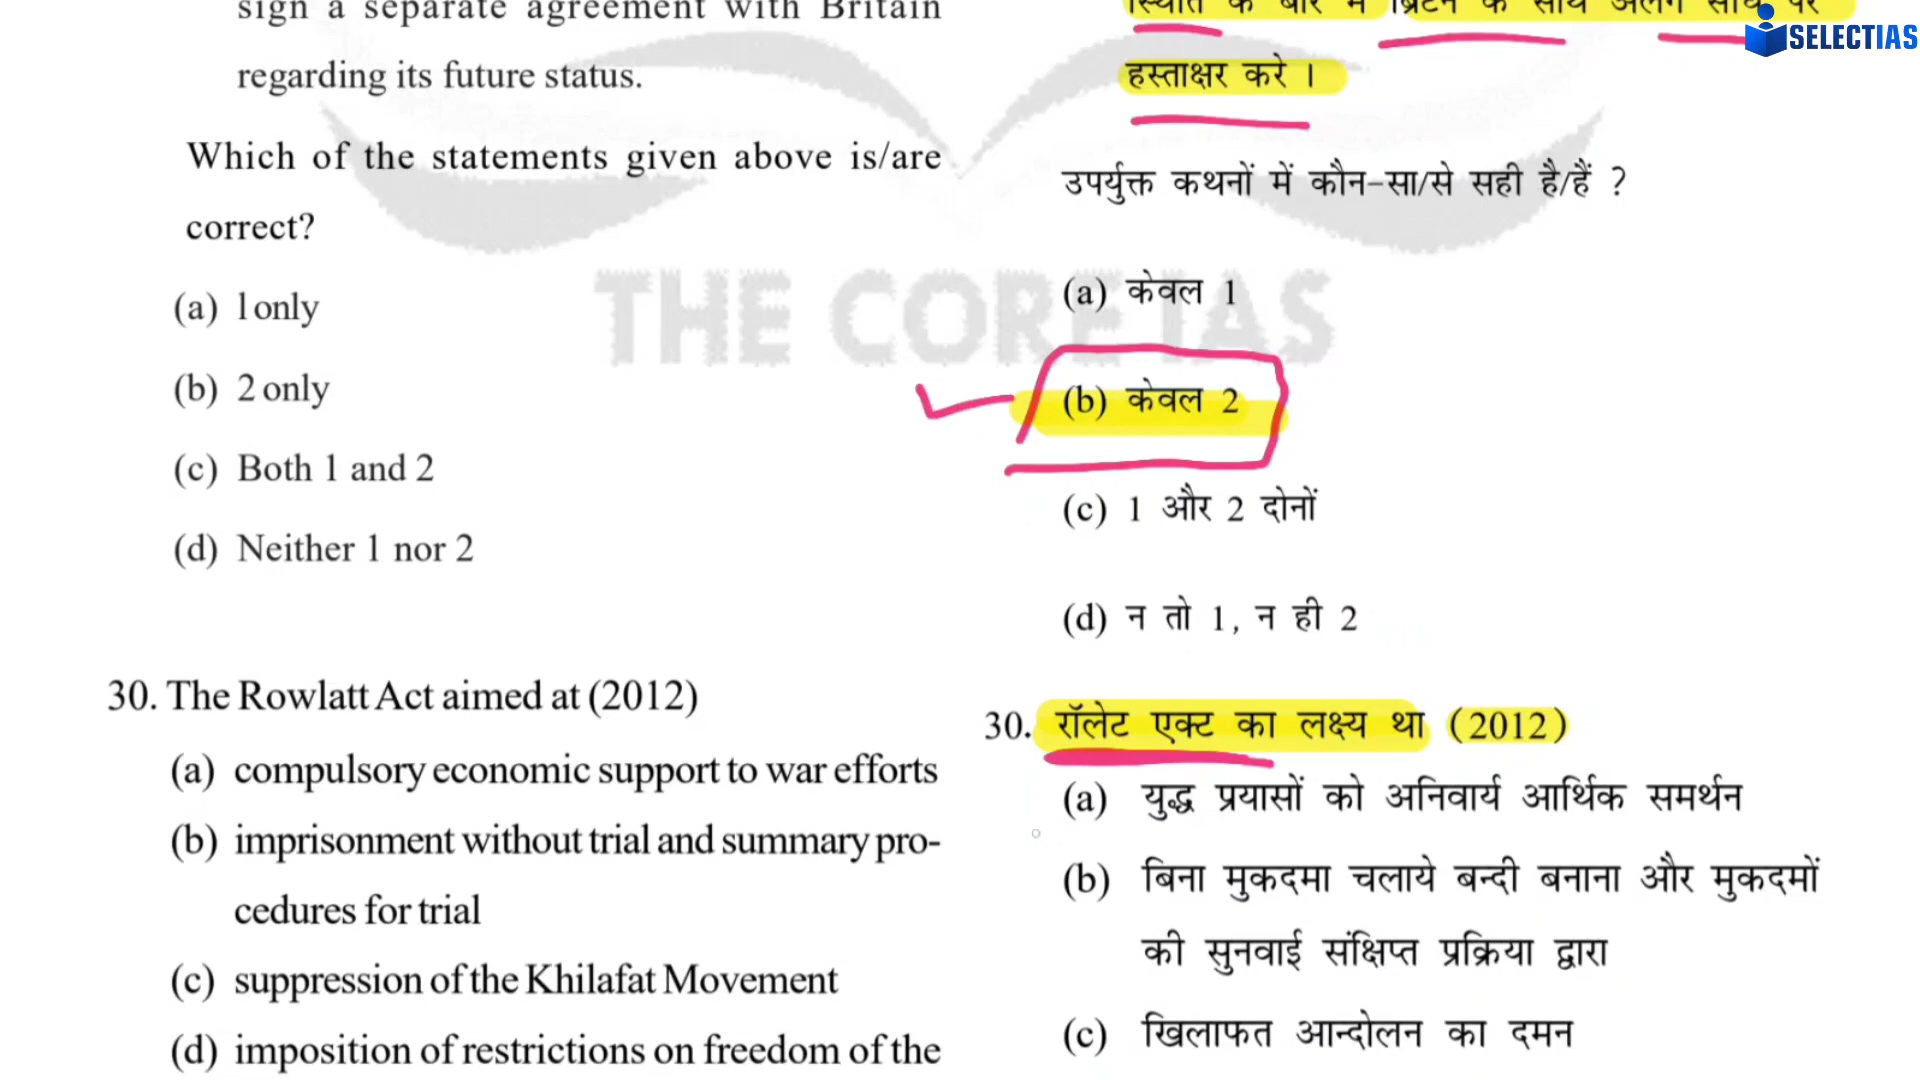 sign a separate agreement with Britain
regarding its future status.
Which of the statements given above is/are
correct?
(a) 1only
(b) 2 only
(c) Both 1 and 2
(d) Neither 1 nor 2
30. The Rowlatt Act aimed at (2012)
(a) compulsory economic support to war efforts
(b) imprisonment without trial and summary pro-
cedures for trial
(c) suppression of the Khilafat Movement
(d) imposition of restrictions on freedom of the
स्थिति के बारे में ब्रिटेन के साथ अलग संधि पर
हस्ताक्षर करे ।
उपर्युक्त कथनों में कौन-सा/से सही है/हैं ?
(a) केवल 1
(b) केवल 2
(c) 1 और 2 दोनों
(d) न तो 1, न ही 2
30. रॉलेट एक्ट का लक्ष्य था (2012)
(a) युद्ध प्रयासों को अनिवार्य आर्थिक समर्थन
(b) बिना मुकदमा चलाये बन्दी बनाना और मुकदमों
की सुनवाई संक्षिप्त प्रक्रिया द्वारा
(c) खिलाफत आन्दोलन का दमन
THE CORE IAS
SELECTIAS